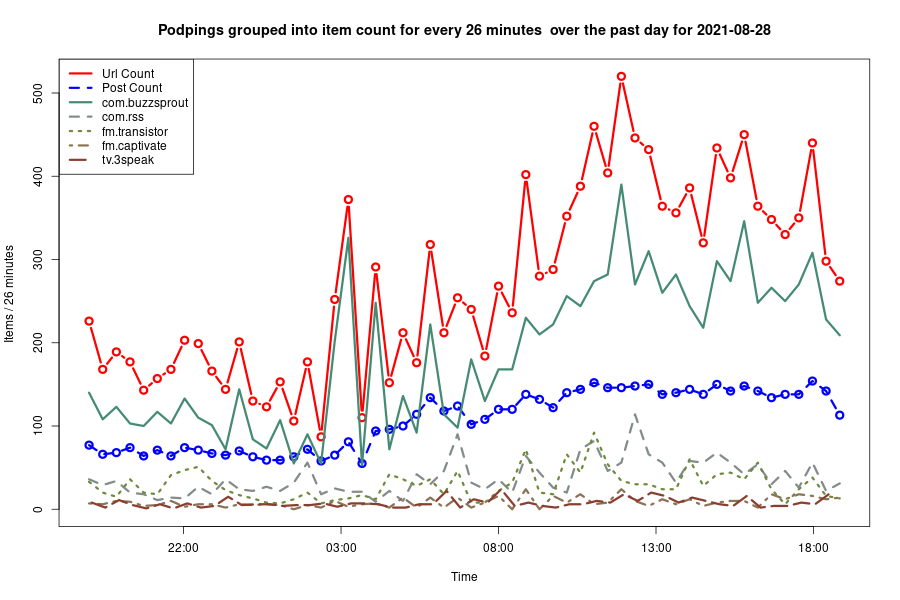 Podpings grouped into item count for every 26 minutes  over the past day for 2021-08-28
Url Count
Post Count
com.buzzsprout
com.rss
fm.transistor
fm.captivate
tv.3speak
Items / 26 minutes
500
400
300
200
100
0
22:00 03:00 08:00 13:00 18:00
Time